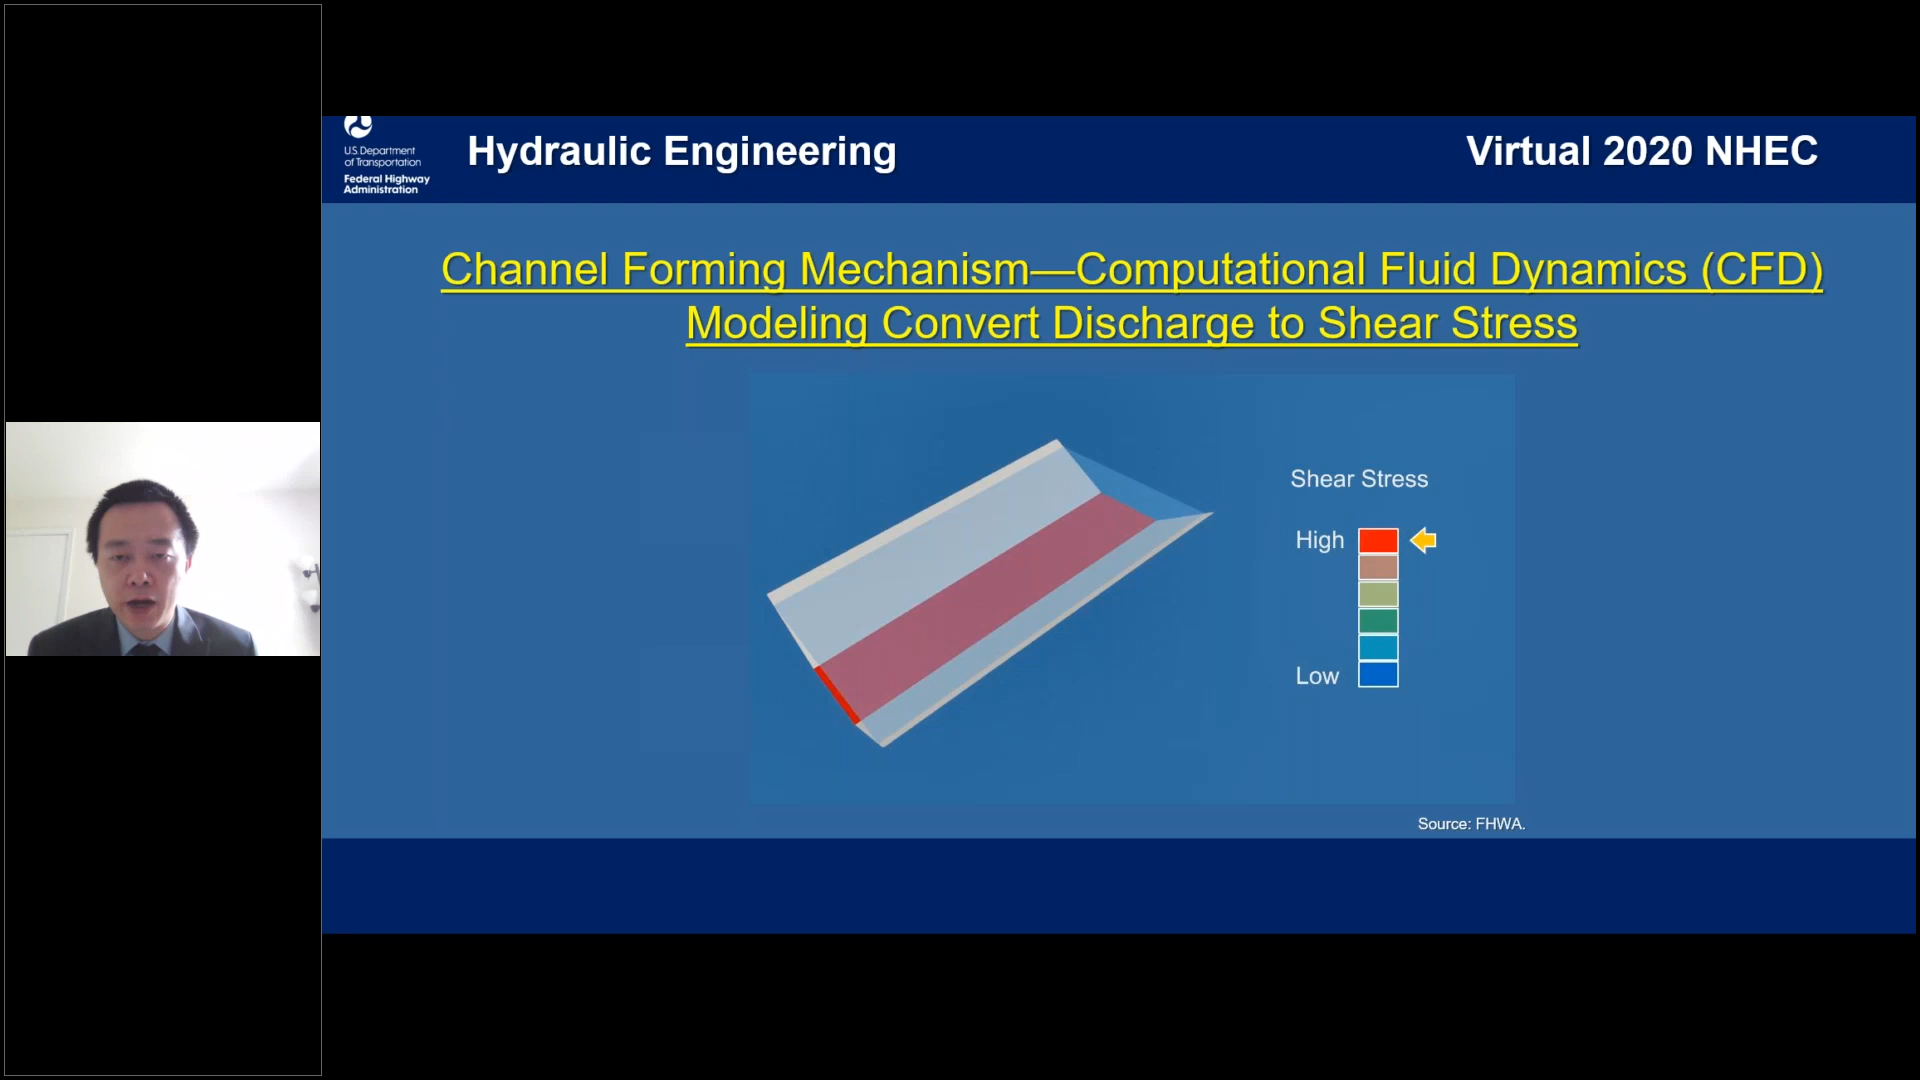 U.S. Department
of Transportation
Federal Highway
Administration
Hydraulic Engineering
Virtual 2020 NHEC
Channel Forming Mechanism—Computational Fluid Dynamics (CFD)
Modeling Convert Discharge to Shear Stress
Shear Stress
High
Low
Source: FHWA.